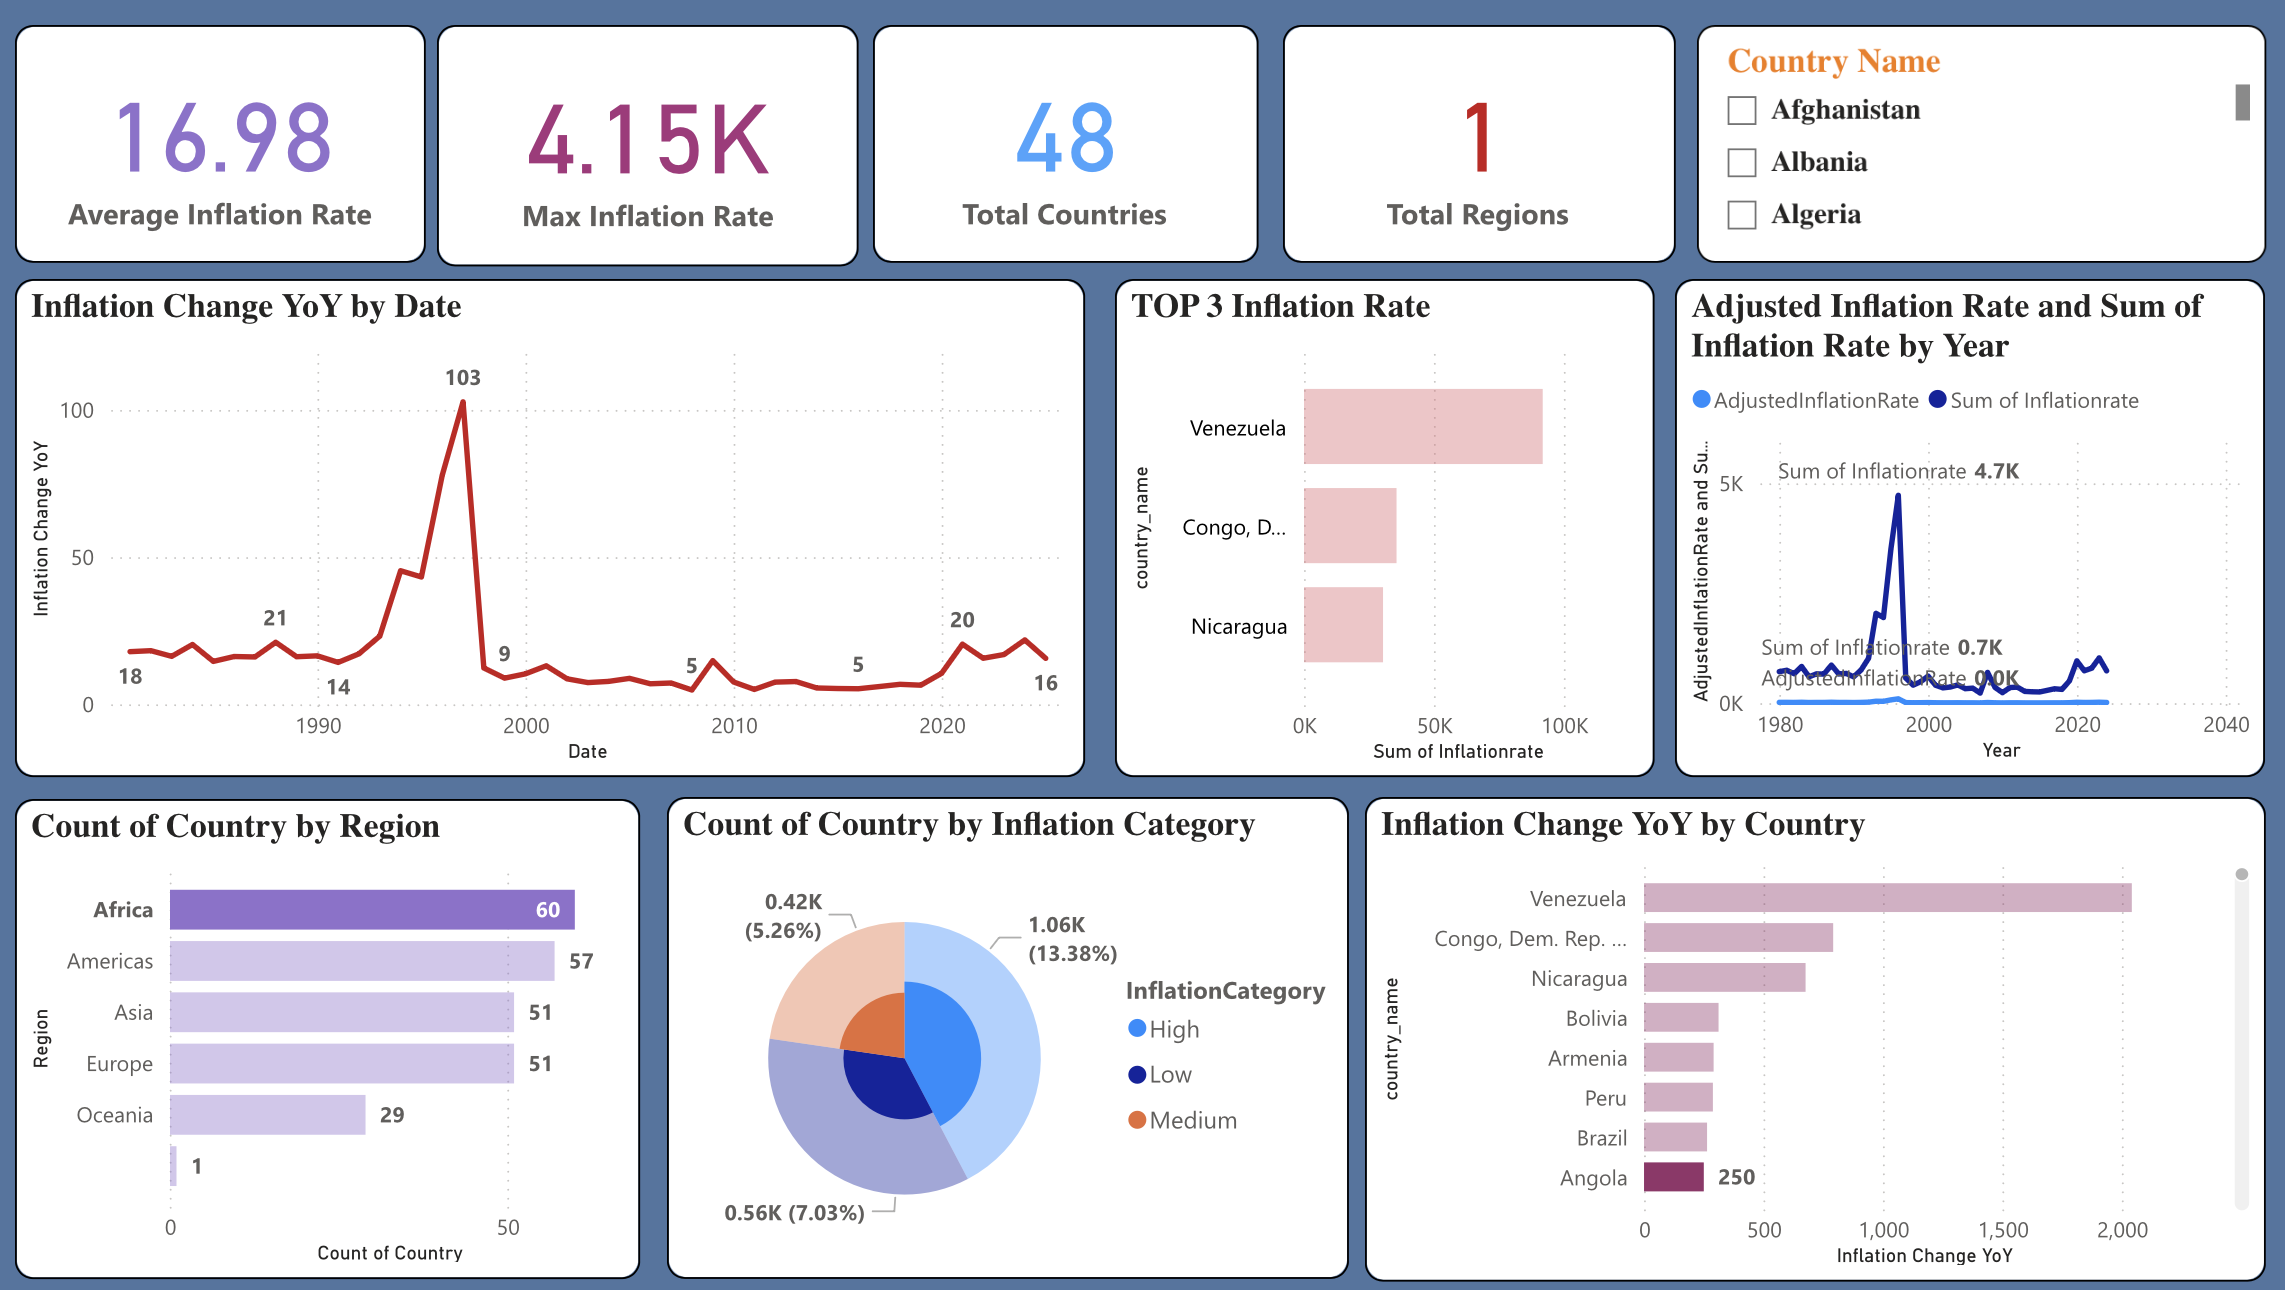 16.98
Average Inflation Rate
4.15K
Max Inflation Rate
48
Total Countries
1
Total Regions
Country Name
Afghanistan
Albania
Algeria
Inflation Change YoY by Date
Inflation Change YoY
100
50
0
103
21
18
14
9
5
5
20
16
1990
2000
2010
2020
Date
TOP 3 Inflation Rate
country_name
Venezuela
Congo, D...
Nicaragua
0K
50K
100K
Sum of Inflationrate
Adjusted Inflation Rate and Sum of
Inflation Rate by Year
AdjustedInflationRate
Sum of Inflationrate
AdjustedInflationRate and Su...
5K
0K
Sum of Inflationrate 4.7K
Sum of Inflationrate 0.7K
AdjustedInflationRate 0.0K
1980
2000
2020
2040
Year
Count of Country by Region
Region
Africa
60
Americas
57
Asia
51
Europe
51
Oceania
29
1
0
50
Count of Country
Count of Country by Inflation Category
0.42K
(5.26%)
1.06K
(13.38%)
0.56K (7.03%)
InflationCategory
High
Low
Medium
Inflation Change YoY by Country
country_name
Venezuela
Congo, Dem. Rep. ...
Nicaragua
Bolivia
Armenia
Peru
Brazil
Angola
250
0
500
1,000
1,500
2,000
Inflation Change YoY